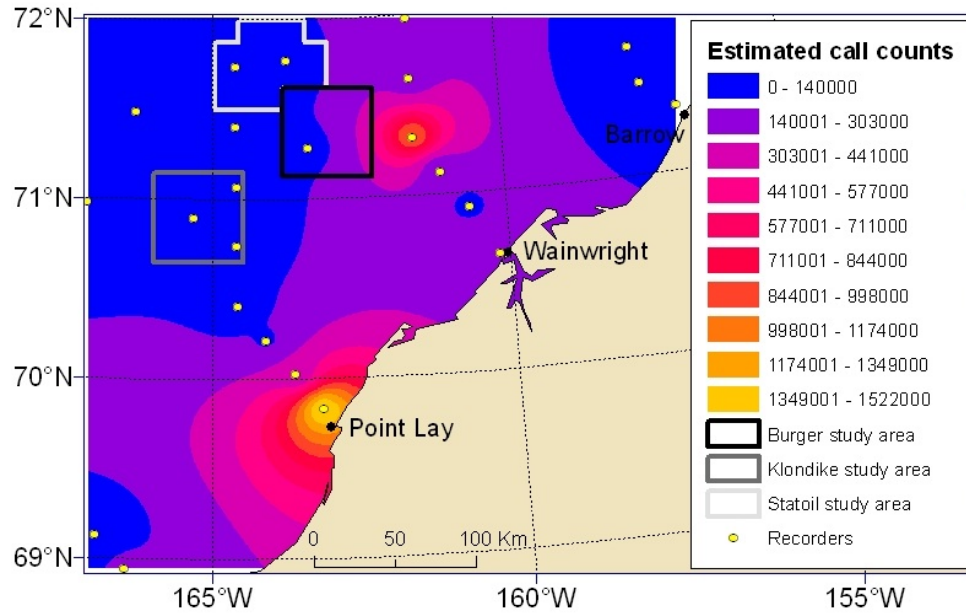 72°N
71°N
70°N
69°N
165°W
160°W
155°W
Barrow
Wainwright
Point Lay
0 50 100 Km
Estimated call counts
0 - 140000
140001 - 303000
303001 - 441000
441001 - 577000
577001 - 711000
711001 - 844000
844001 - 998000
998001 - 1174000
1174001 - 1349000
1349001 - 1522000
Burger study area
Klondike study area
Statoil study area
Recorders